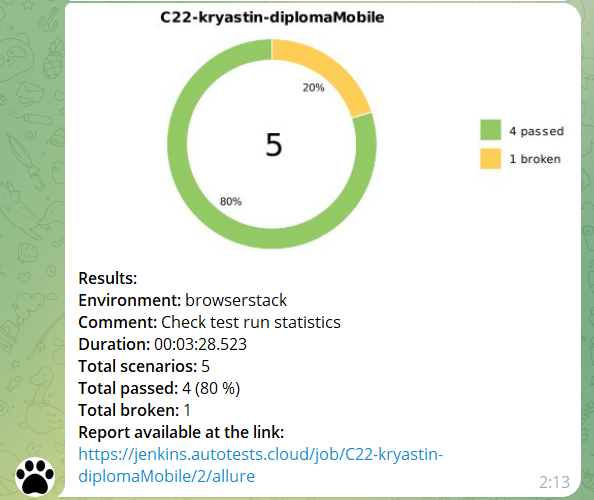 C22-kryastin-diplomaMobile
20%
5
80%
4 passed
1 broken
Results:
Environment: browserstack
Comment: Check test run statistics
Duration: 00:03:28.523
Total scenarios: 5
Total passed: 4 (80 %)
Total broken: 1
Report available at the link:
https://jenkins.autotests.cloud/job/C22-kryastin-
diplomaMobile/2/allure
2:13